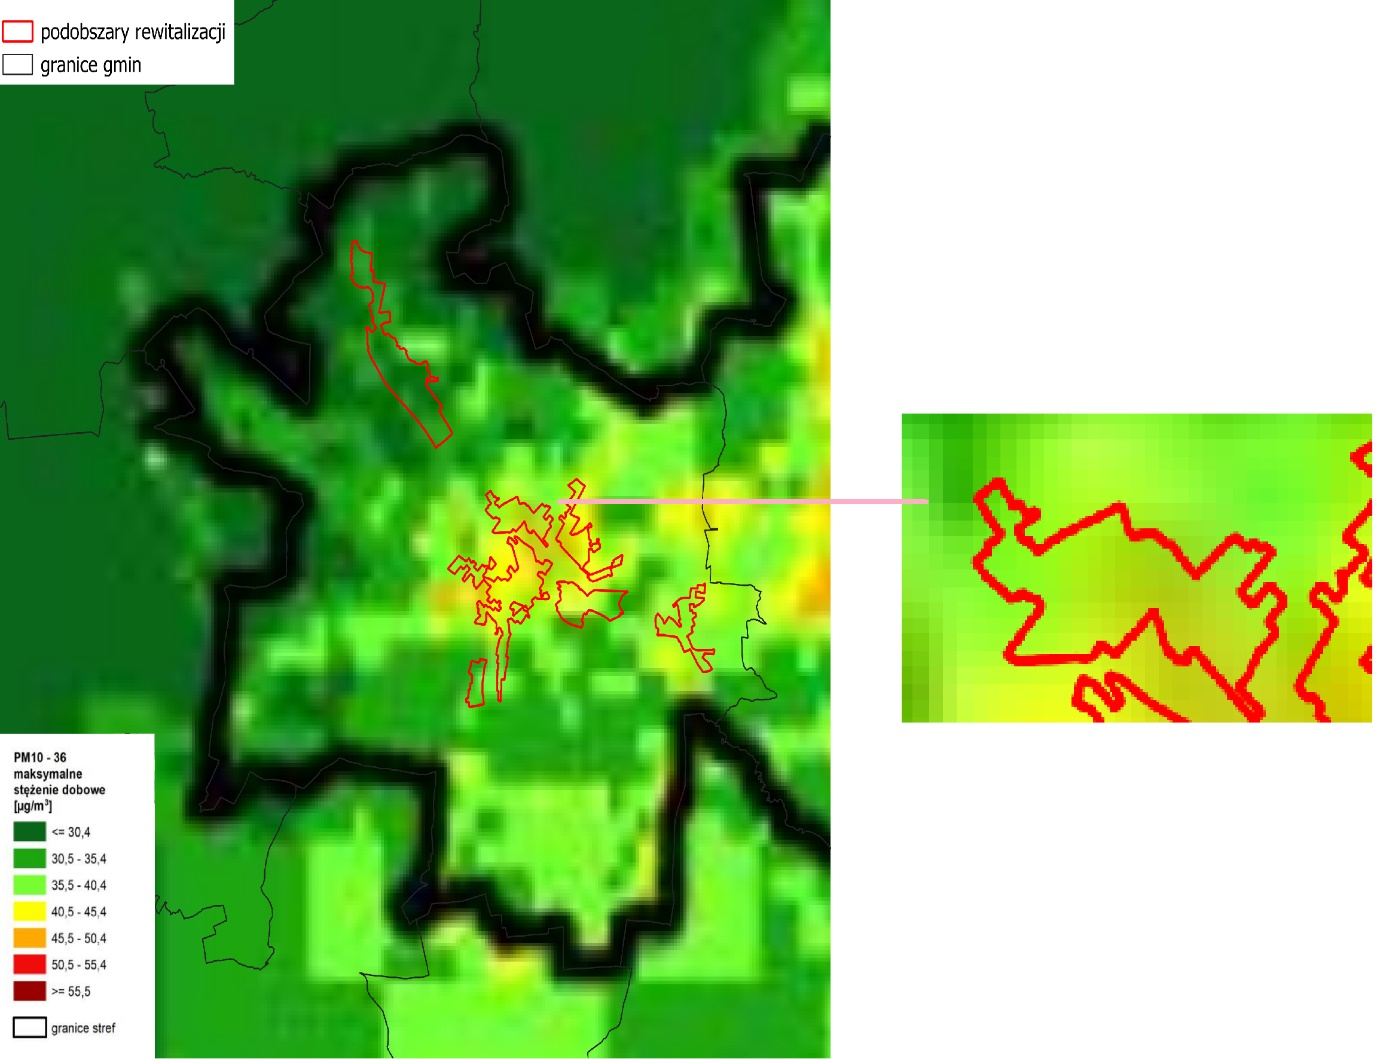 podobszary rewitalizacji
granice gmin
PM10 - 36
maksymalne
stężenie dobowe
[µg/m³]
<= 30,4
30,5 - 35,4
35,5 - 40,4
40,5 - 45,4
45,5 - 50,4
50,5 - 55,4
>= 55,5
granice stref